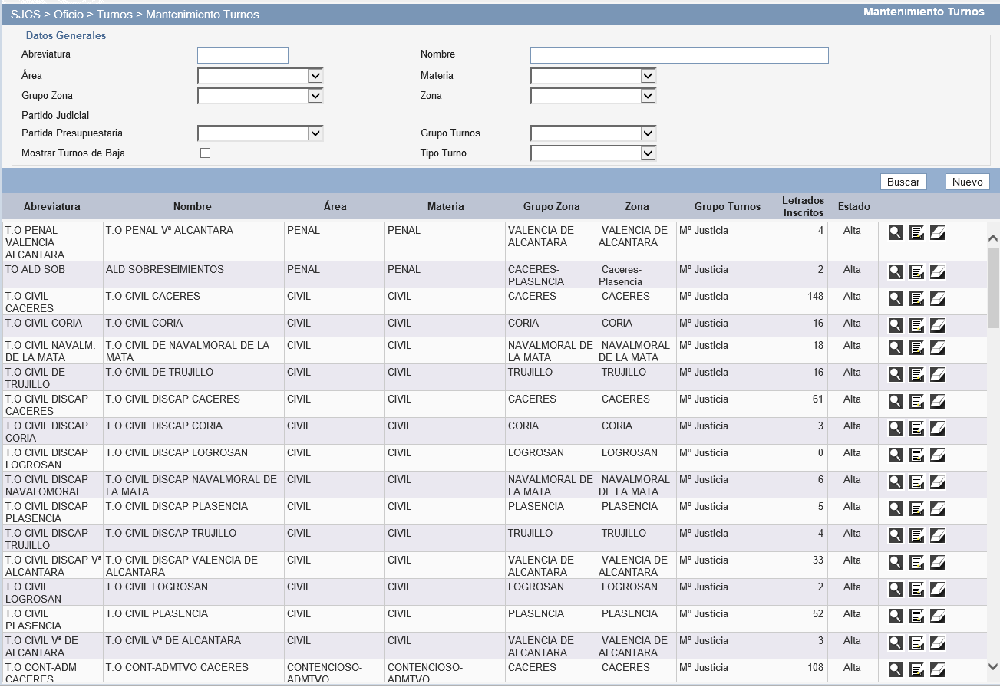 SJCS > Oficio > Turnos > Mantenimiento Turnos
Mantenimiento Turnos
Datos Generales
Abreviatura
Nombre
Área
Materia
Grupo Zona
Zona
Partido Judicial
Partida Presupuestaria
Grupo Turnos
Mostrar Turnos de Baja
Tipo Turno
Buscar Nuevo
Abreviatura Nombre Área Materia Grupo Zona Zona Grupo Turnos Letrados Inscritos Estado
T.O PENAL VALENCIA ALCANTARA T.O PENAL Vª ALCANTARA PENAL PENAL VALENCIA DE ALCANTARA VALENCIA DE ALCANTARA Mº Justicia 4 Alta
TO ALD SOB ALD SOBRESEIMIENTOS PENAL PENAL CACERES-PLASENCIA Caceres-Plasencia Mº Justicia 2 Alta
T.O CIVIL CACERES T.O CIVIL CACERES CIVIL CIVIL CACERES CACERES Mº Justicia 148 Alta
T.O CIVIL CORIA T.O CIVIL CORIA CIVIL CIVIL CORIA CORIA Mº Justicia 16 Alta
T.O CIVIL NAVALM. DE LA MATA T.O CIVIL DE NAVALMORAL DE LA MATA CIVIL CIVIL NAVALMORAL DE LA MATA NAVALMORAL DE LA MATA Mº Justicia 18 Alta
T.O CIVIL DE TRUJILLO T.O CIVIL DE TRUJILLO CIVIL CIVIL TRUJILLO TRUJILLO Mº Justicia 16 Alta
T.O CIVIL DISCAP CACERES T.O CIVIL DISCAP CACERES CIVIL CIVIL CACERES CACERES Mº Justicia 61 Alta
T.O CIVIL DISCAP CORIA T.O CIVIL DISCAP CORIA CIVIL CIVIL CORIA CORIA Mº Justicia 3 Alta
T.O CIVIL DISCAP LOGROSAN T.O CIVIL DISCAP LOGROSAN CIVIL CIVIL LOGROSAN LOGROSAN Mº Justicia 0 Alta
T.O CIVIL DISCAP NAVALOMORAL T.O CIVIL DISCAP NAVALMORAL DE LA MATA CIVIL CIVIL NAVALMORAL DE LA MATA NAVALMORAL DE LA MATA Mº Justicia 6 Alta
T.O CIVIL DISCAP PLASENCIA T.O CIVIL DISCAP PLASENCIA CIVIL CIVIL PLASENCIA PLASENCIA Mº Justicia 5 Alta
T.O CIVIL DISCAP TRUJILLO T.O CIVIL DISCAP TRUJILLO CIVIL CIVIL TRUJILLO TRUJILLO Mº Justicia 4 Alta
T.O CIVIL DISCAP Vª ALCANTARA T.O CIVIL DISCAP VALENCIA DE ALCANTARA CIVIL CIVIL VALENCIA DE ALCANTARA VALENCIA DE ALCANTARA Mº Justicia 33 Alta
T.O CIVIL LOGROSAN T.O CIVIL LOGROSAN CIVIL CIVIL LOGROSAN LOGROSAN Mº Justicia 2 Alta
T.O CIVIL PLASENCIA T.O CIVIL PLASENCIA CIVIL CIVIL PLASENCIA PLASENCIA Mº Justicia 52 Alta
T.O CIVIL Vª DE ALCANTARA T.O CIVIL Vª DE ALCANTARA CIVIL CIVIL VALENCIA DE ALCANTARA VALENCIA DE ALCANTARA Mº Justicia 3 Alta
T.O CONT-ADM CACERES T.O CONT-ADMTVO CACERES CONTENCIOSO-ADMTVO CONTENCIOSO-ADMTVO CACERES CACERES Mº Justicia 108 Alta